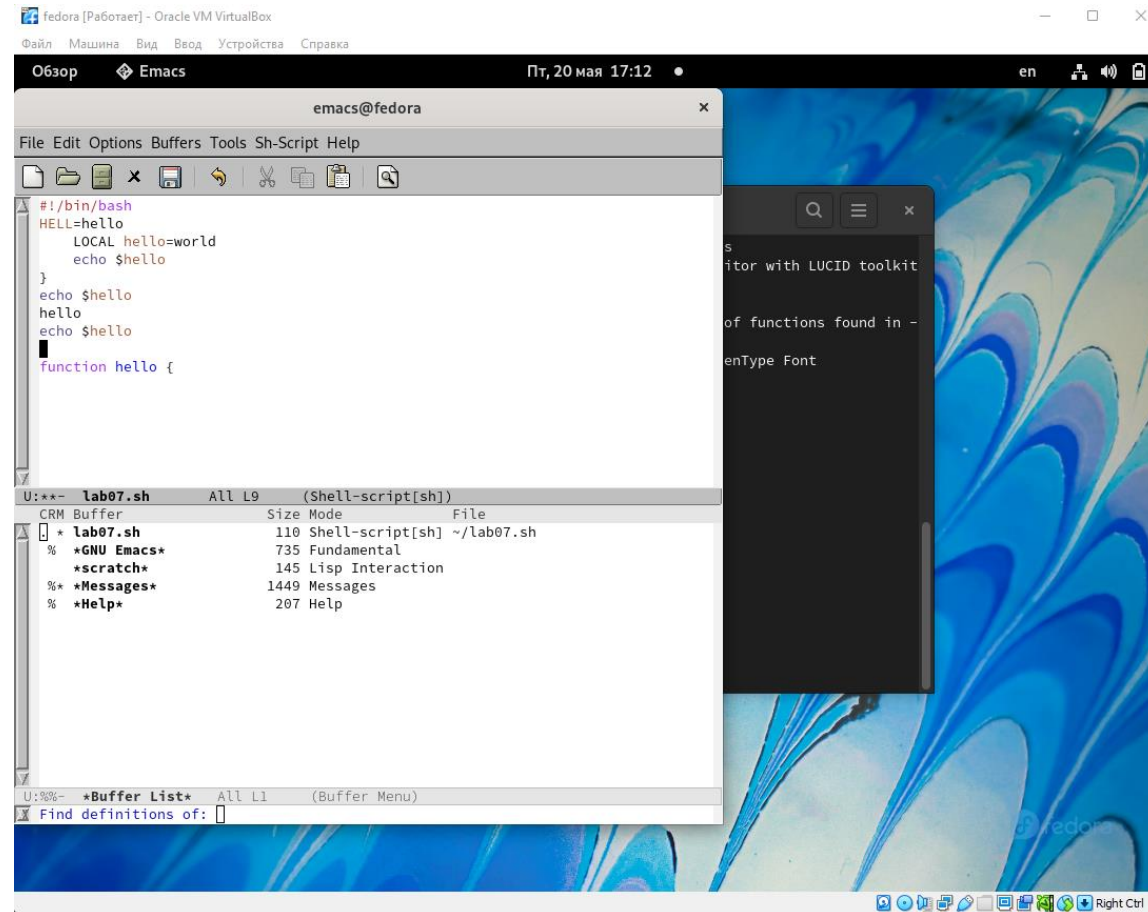 fedora [Работает] - Oracle VM VirtualBox
Файл Машина Вид Ввод Устройства Справка
Обзор Emacs Пт, 20 мая 17:12 en
emacs@fedora
File Edit Options Buffers Tools Sh-Script Help
#!/bin/bash
HELL=hello
    LOCAL hello=world
    echo $hello
}
echo $hello
hello
echo $hello
function hello {
U:**- lab07.sh All L9 (Shell-script[sh])
CRM Buffer Size Mode File
. * lab07.sh 110 Shell-script[sh] ~/lab07.sh
% *GNU Emacs* 735 Fundamental
*scratch* 145 Lisp Interaction
%* *Messages* 1449 Messages
% *Help* 207 Help
U:%%- *Buffer List* All L1 (Buffer Menu)
Find definitions of:
s
itor with LUCID toolkit
of functions found in -
enType Font
fedora
Right Ctrl